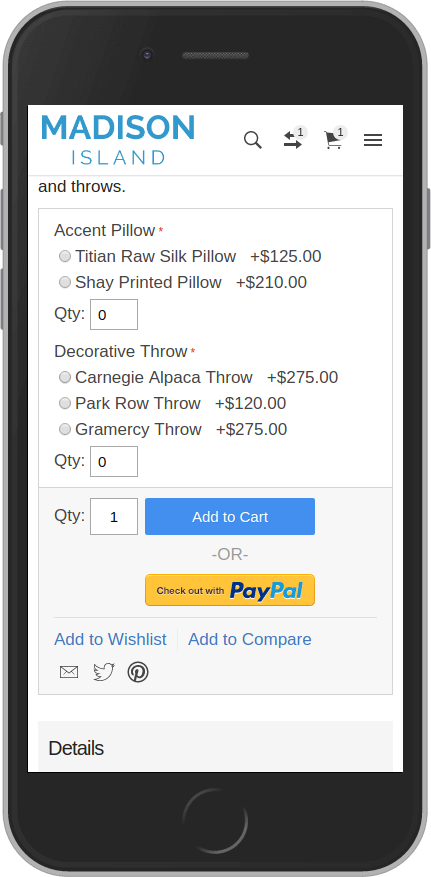 MADISON
ISLAND
1
1
and throws.
Accent Pillow *
Titian Raw Silk Pillow +$125.00
Shay Printed Pillow +$210.00
Qty: 0
Decorative Throw *
Carnegie Alpaca Throw +$275.00
Park Row Throw +$120.00
Gramercy Throw +$275.00
Qty: 0
Qty: 1 Add to Cart
-OR-
Check out with PayPal
Add to Wishlist Add to Compare
Details